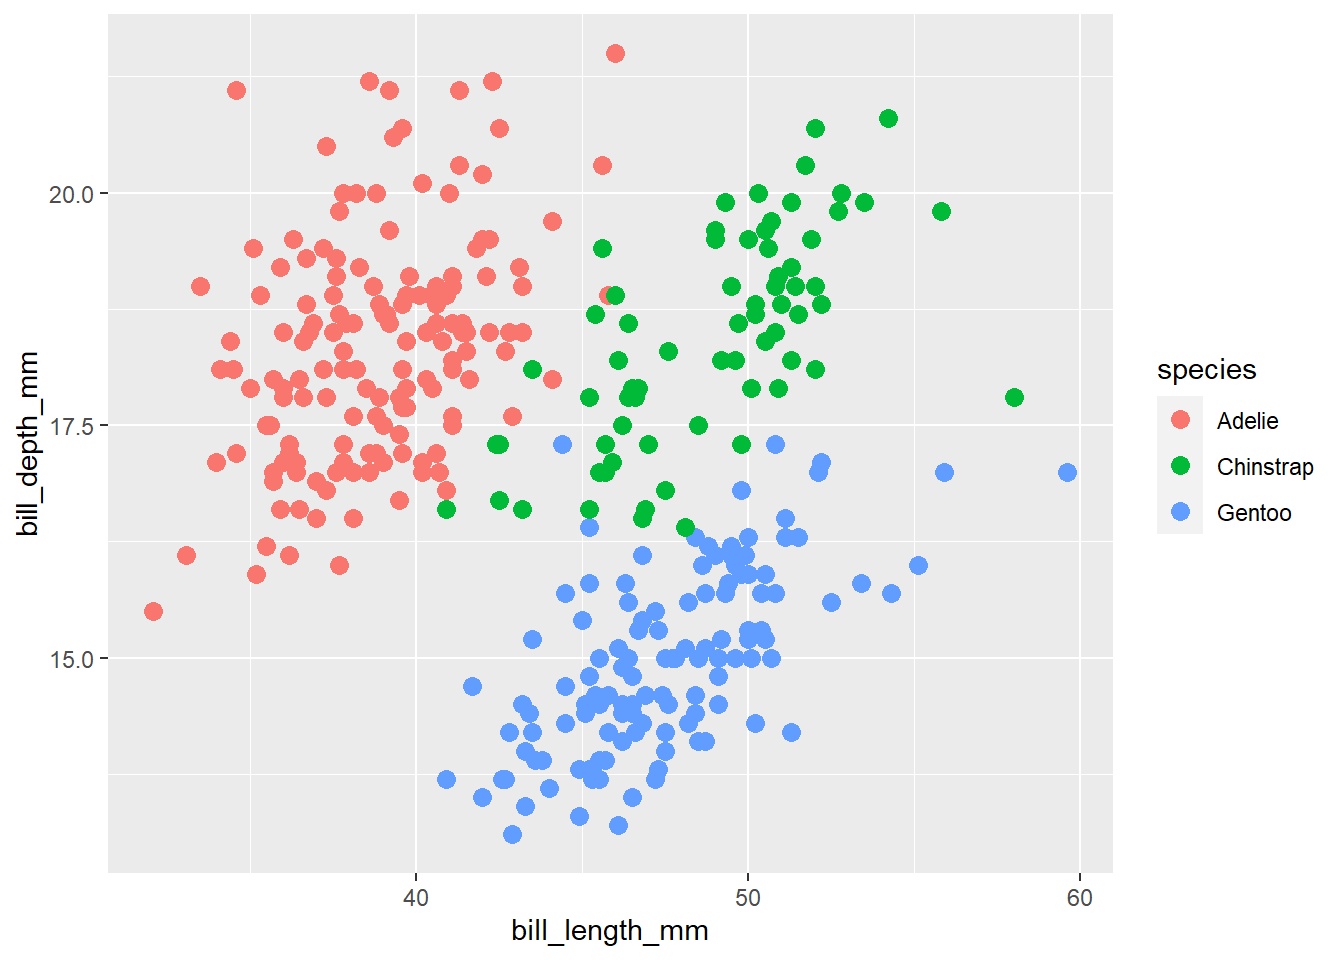 20.0
17.5
15.0
bill_depth_mm
40
50
60
bill_length_mm
species
Adelie
Chinstrap
Gentoo